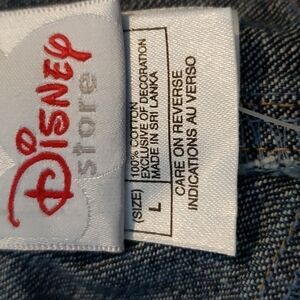 Disney
store
(SIZE)
L
100% COTTON
EXCLUSIVE OF DECORATION
MADE IN SRI LANKA
CARE ON REVERSE
INDICATIONS AU VERSO